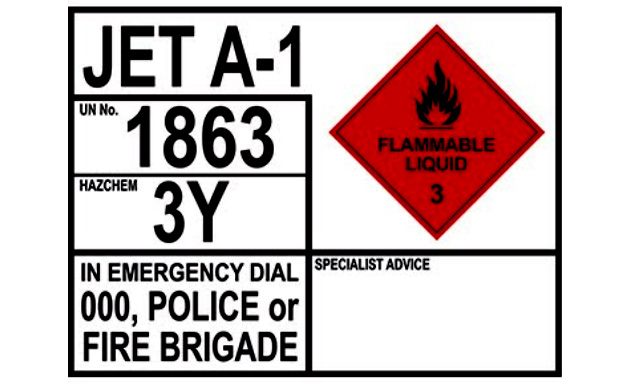 JET A-1
UN No.
1863
HAZCHEM
3Y
FLAMMABLE
LIQUID
3
IN EMERGENCY DIAL
000, POLICE or
FIRE BRIGADE
SPECIALIST ADVICE